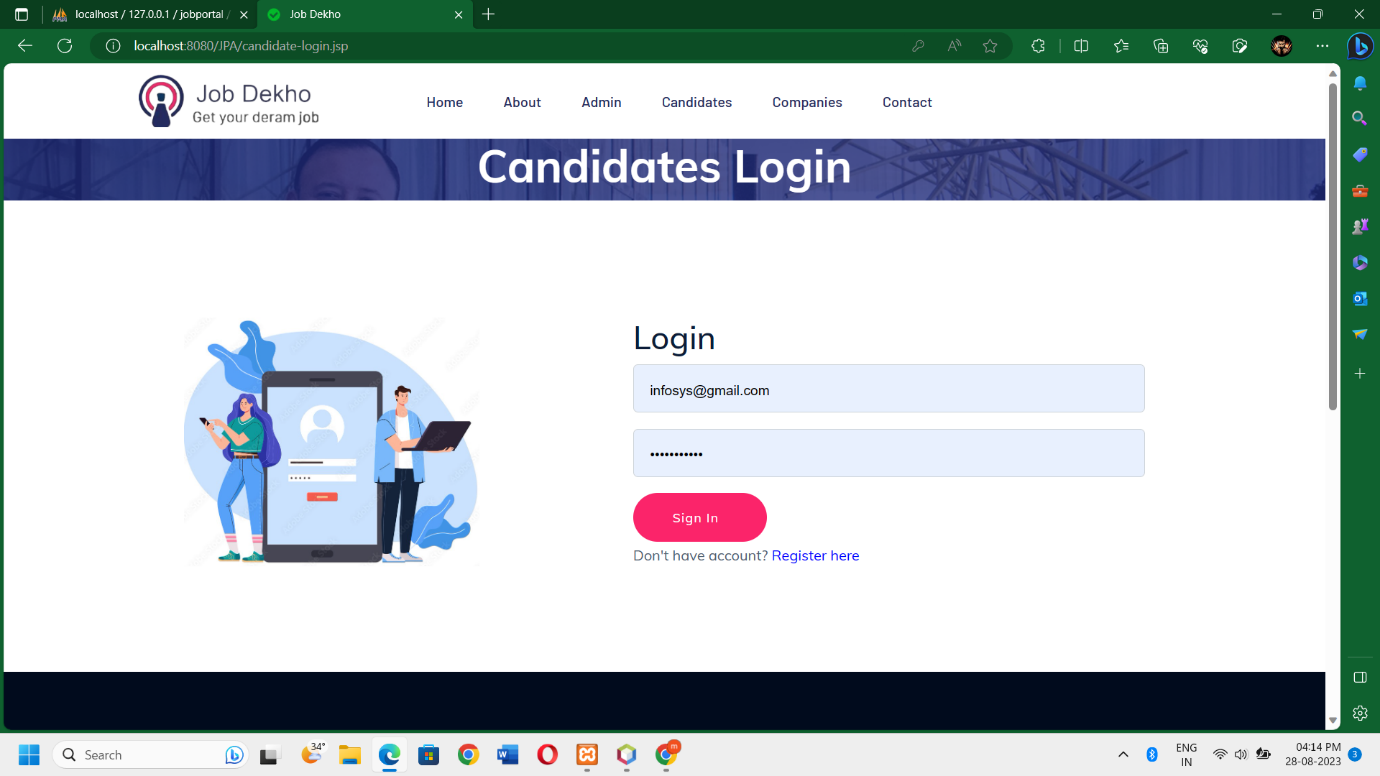 localhost / 127.0.0.1 / jobportal /
Job Dekho
localhost:8080/JPA/candidate-login.jsp
Job Dekho
Get your deram job
Home
About
Admin
Candidates
Companies
Contact
Candidates Login
Login
infosys@gmail.com
Sign In
Don't have account? Register here
34°
Search
m
ENG
IN
04:14 PM
28-08-2023
3